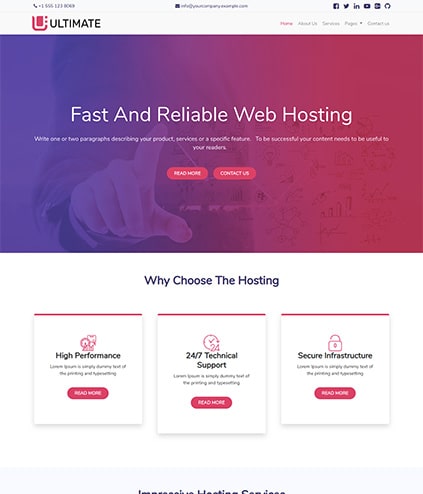 +1 555 123 8069
info@yourcompany.example.com
ULTIMATE
Home About Us Services Pages Contact us
Fast And Reliable Web Hosting
Write one or two paragraphs describing your product, services or a specific feature. To be successful your content needs to be useful to
your readers.
READ MORE CONTACT US
Why Choose The Hosting
High Performance
Lorem Ipsum is simply dummy text of
the printing and typesetting
READ MORE
24/7 Technical
Support
Lorem Ipsum is simply dummy text of
the printing and typesetting
READ MORE
Secure Infrastructure
Lorem Ipsum is simply dummy text of
the printing and typesetting
READ MORE
Impressive Hosting Services